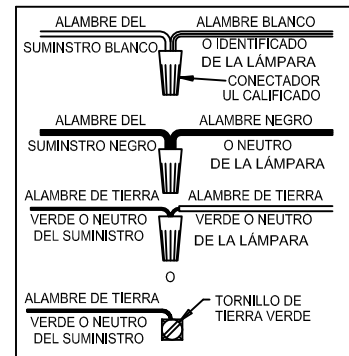 ALAMBRE DEL ALAMBRE BLANCO
SUMINSTRO BLANCO O IDENTIFICADO
DE LA LÁMPARA
CONECTADOR
UL CALIFICADO
ALAMBRE DEL ALAMBRE NEGRO
SUMINSTRO NEGRO O NEUTRO
DE LA LÁMPARA
ALAMBRE DE TIERRA ALAMBRE DE TIERRA
VERDE O NEUTRO VERDE O NEUTRO
DEL SUMINISTRO DE LA LÁMPARA
O
ALAMBRE DE TIERRA TORNILLO DE
VERDE O NEUTRO TIERRA VERDE
DEL SUMINISTRO